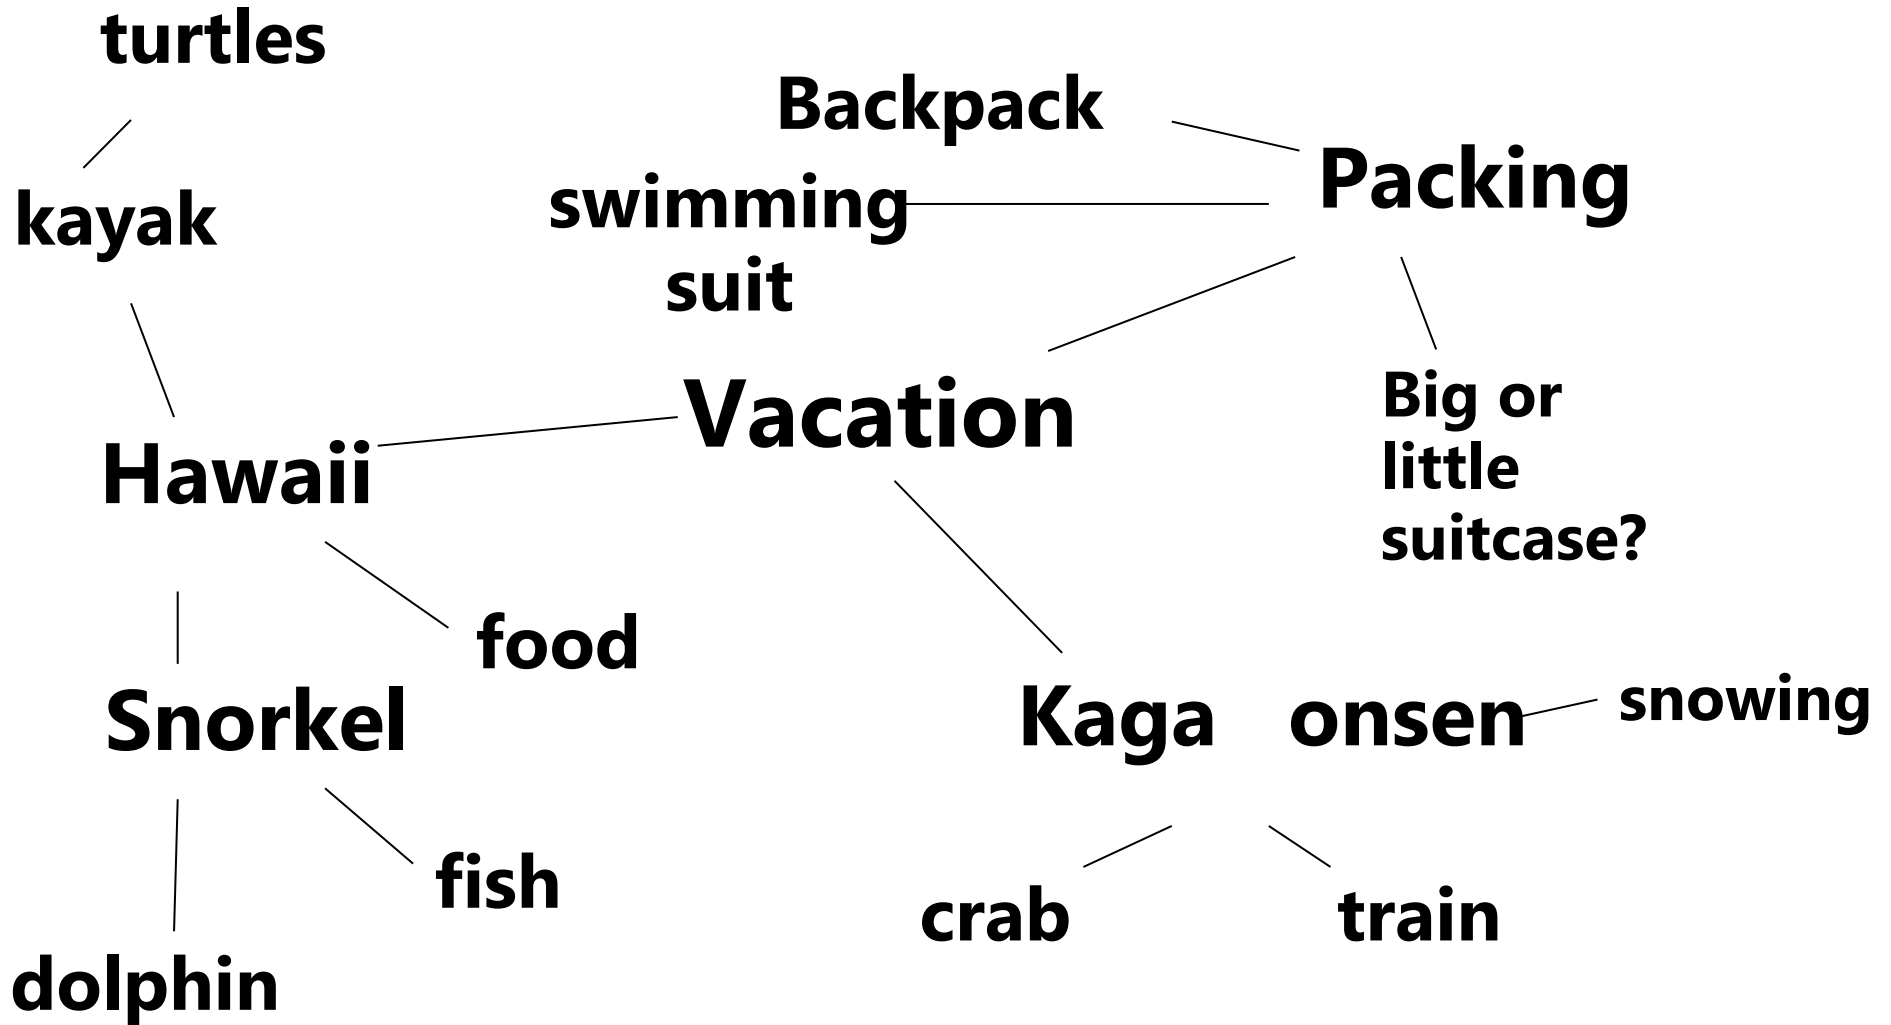 turtles
Backpack
Packing
kayak
swimming
suit
Vacation
Big or
little
suitcase?
Hawaii
food
Snorkel
Kaga onsen
snowing
fish
crab
train
dolphin